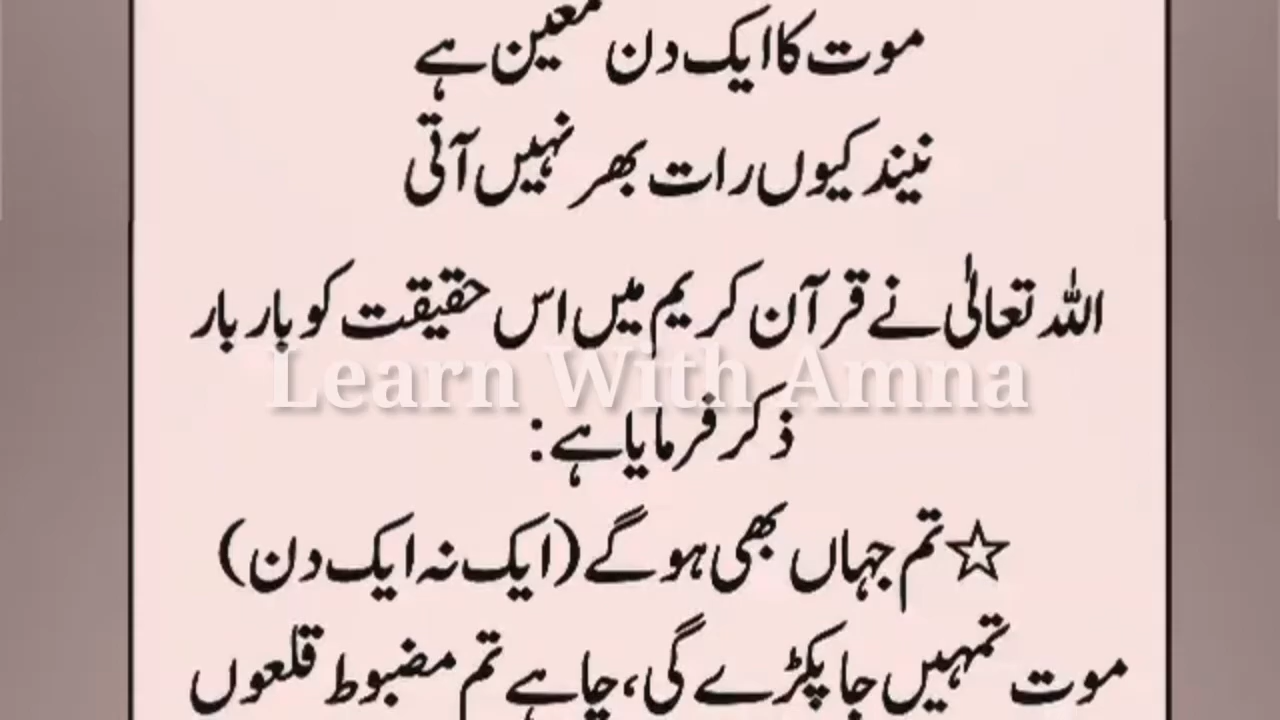 موت کا ایک دن معین ہے
نیند کیوں رات بھر نہیں آتی
اللہ تعالیٰ نے قرآن کریم میں اس حقیقت کو بار بار
Learn With Amna
ذکر فرمایا ہے:
☆تم جہاں بھی ہوگے (ایک نہ ایک دن)
موت تمہیں جا پکڑے گی، چاہے تم مضبوط قلعوں